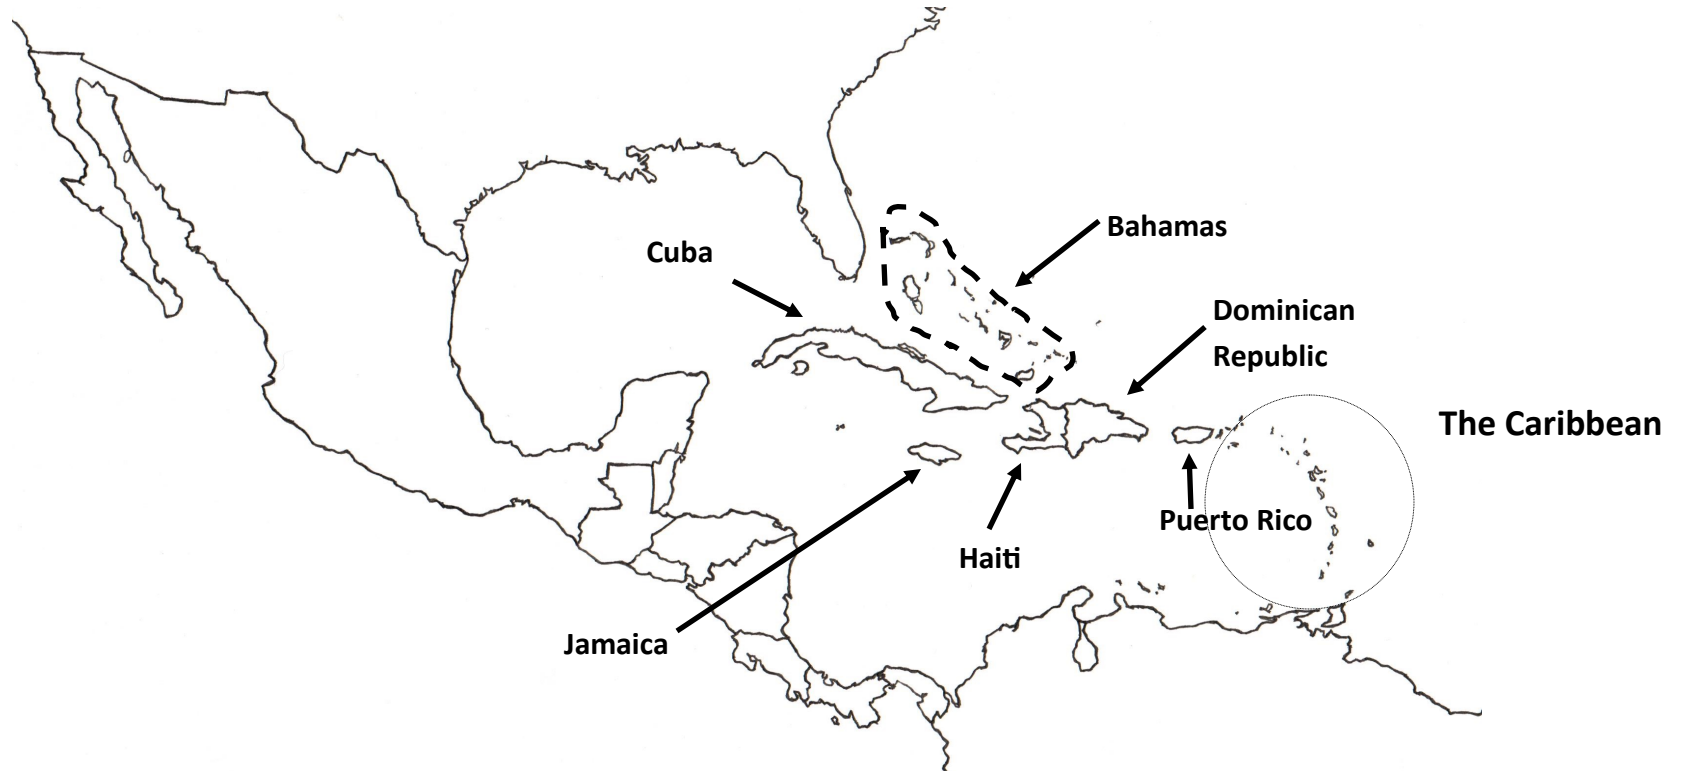 Bahamas
Cuba
Dominican
Republic
The Caribbean
Puerto Rico
Haiti
Jamaica